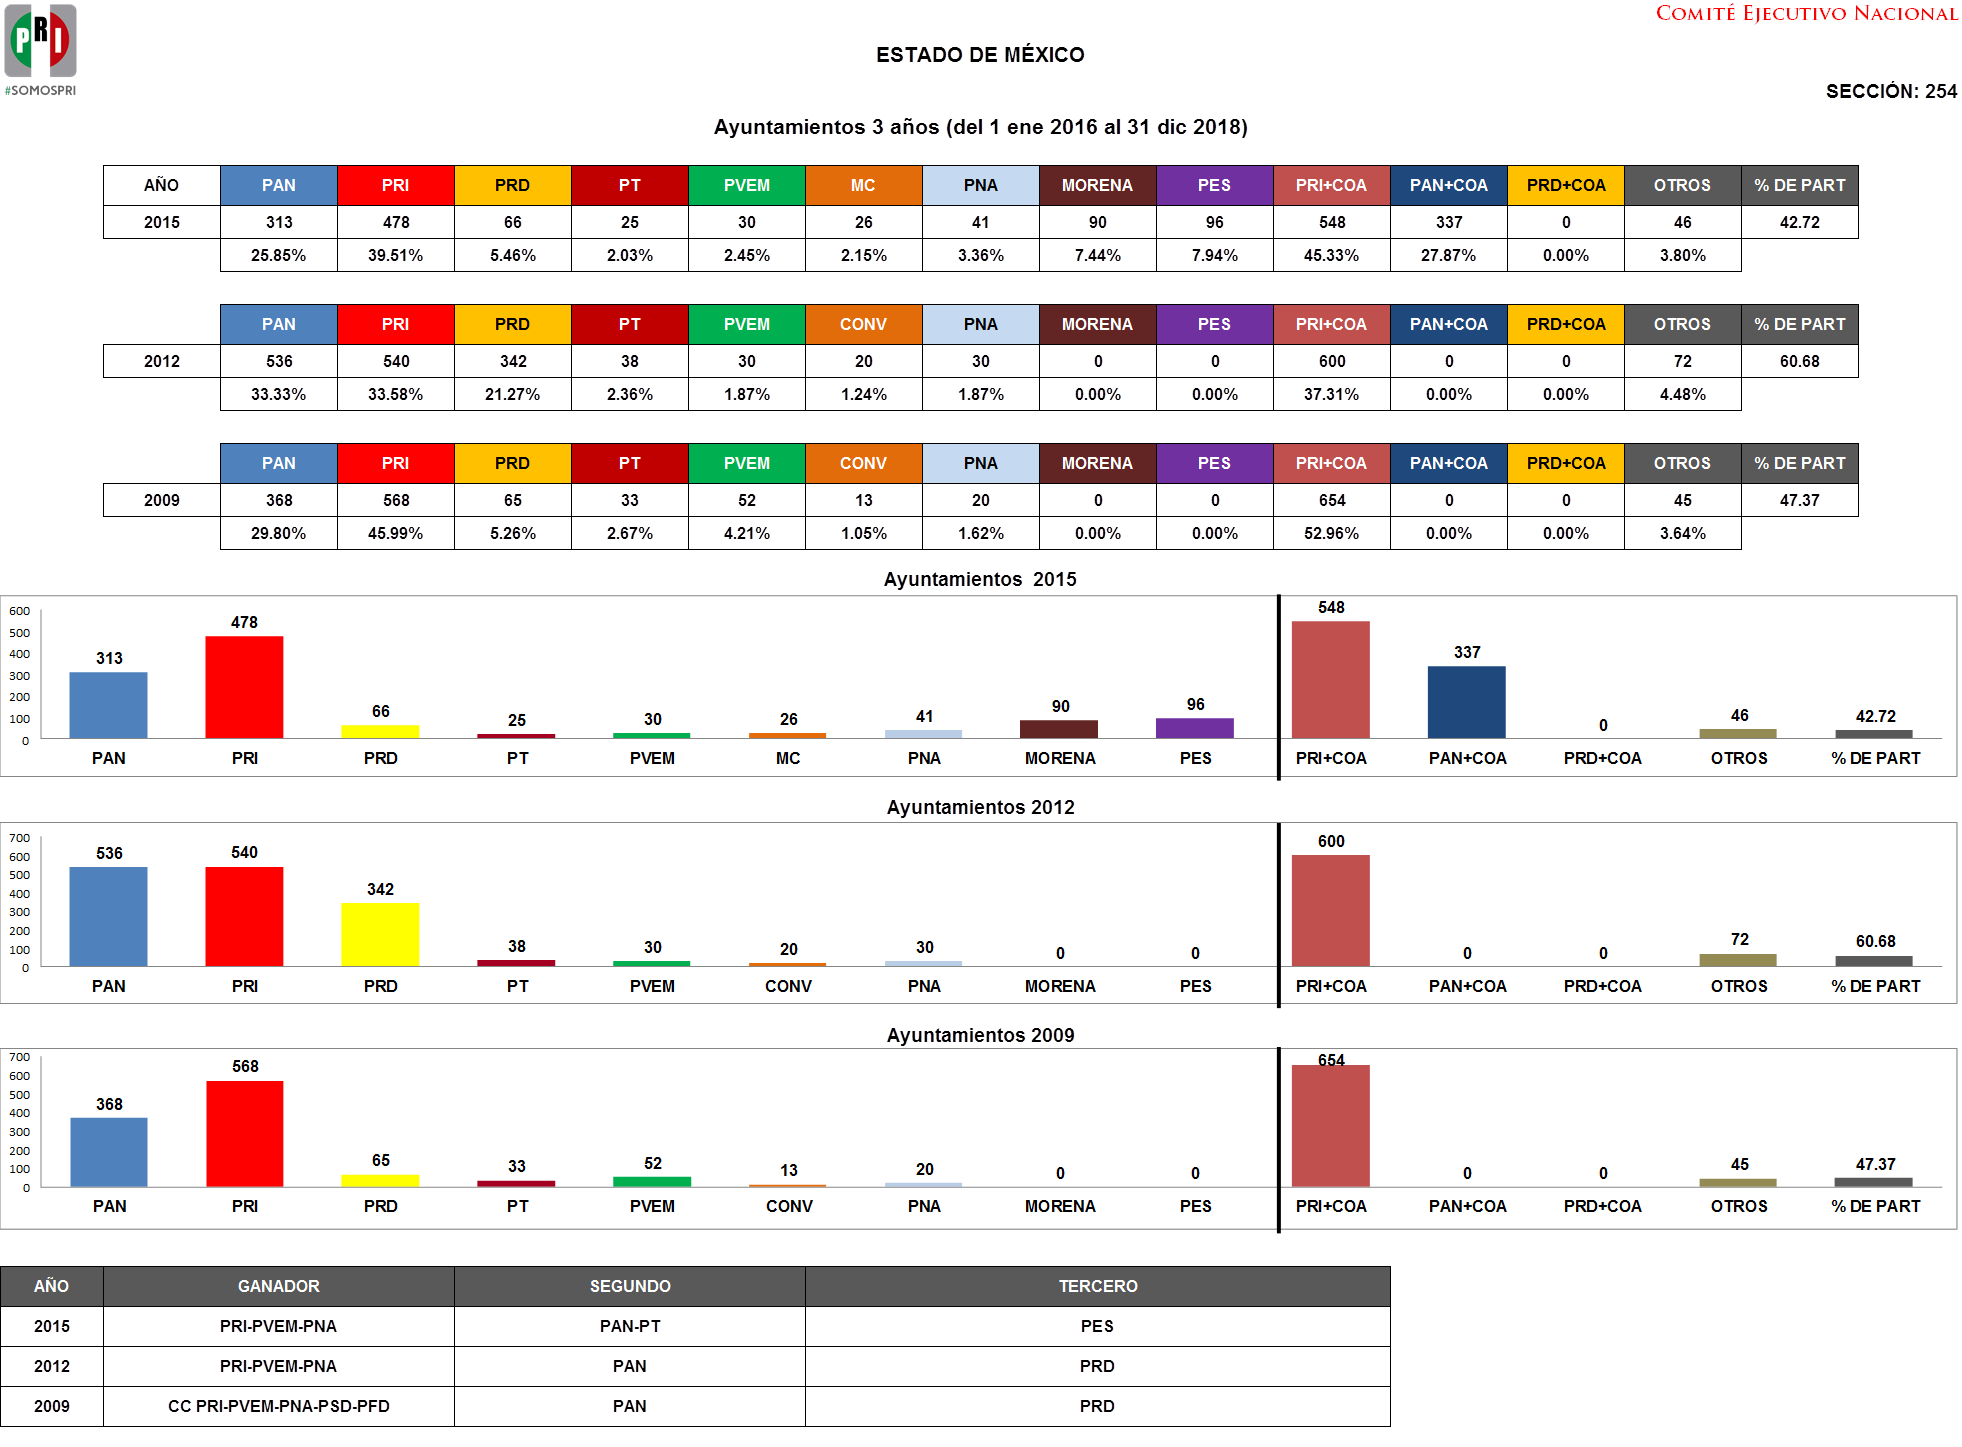 COMITÉ EJECUTIVO NACIONAL
PRI
#SOMOSPRI
ESTADO DE MÉXICO
SECCIÓN: 254
Ayuntamientos 3 años (del 1 ene 2016 al 31 dic 2018)
AÑO PAN PRI PRD PT PVEM MC PNA MORENA PES PRI+COA PAN+COA PRD+COA OTROS % DE PART
2015 313 478 66 25 30 26 41 90 96 548 337 0 46 42.72
25.85% 39.51% 5.46% 2.03% 2.45% 2.15% 3.36% 7.44% 7.94% 45.33% 27.87% 0.00% 3.80%
PAN PRI PRD PT PVEM CONV PNA MORENA PES PRI+COA PAN+COA PRD+COA OTROS % DE PART
2012 536 540 342 38 30 20 30 0 0 600 0 0 72 60.68
33.33% 33.58% 21.27% 2.36% 1.87% 1.24% 1.87% 0.00% 0.00% 37.31% 0.00% 0.00% 4.48%
PAN PRI PRD PT PVEM CONV PNA MORENA PES PRI+COA PAN+COA PRD+COA OTROS % DE PART
2009 368 568 65 33 52 13 20 0 0 654 0 0 45 47.37
29.80% 45.99% 5.26% 2.67% 4.21% 1.05% 1.62% 0.00% 0.00% 52.96% 0.00% 0.00% 3.64%
Ayuntamientos 2015
600
500
400
300
200
100
0
313 478 66 25 30 26 41 90 96 548 337 0 46 42.72
PAN PRI PRD PT PVEM MC PNA MORENA PES PRI+COA PAN+COA PRD+COA OTROS % DE PART
Ayuntamientos 2012
700
600
500
400
300
200
100
0
536 540 342 38 30 20 30 0 0 600 0 0 72 60.68
PAN PRI PRD PT PVEM CONV PNA MORENA PES PRI+COA PAN+COA PRD+COA OTROS % DE PART
Ayuntamientos 2009
700
600
500
400
300
200
100
0
368 568 65 33 52 13 20 0 0 654 0 0 45 47.37
PAN PRI PRD PT PVEM CONV PNA MORENA PES PRI+COA PAN+COA PRD+COA OTROS % DE PART
AÑO GANADOR SEGUNDO TERCERO
2015 PRI-PVEM-PNA PAN-PT PES
2012 PRI-PVEM-PNA PAN PRD
2009 CC PRI-PVEM-PNA-PSD-PFD PAN PRD